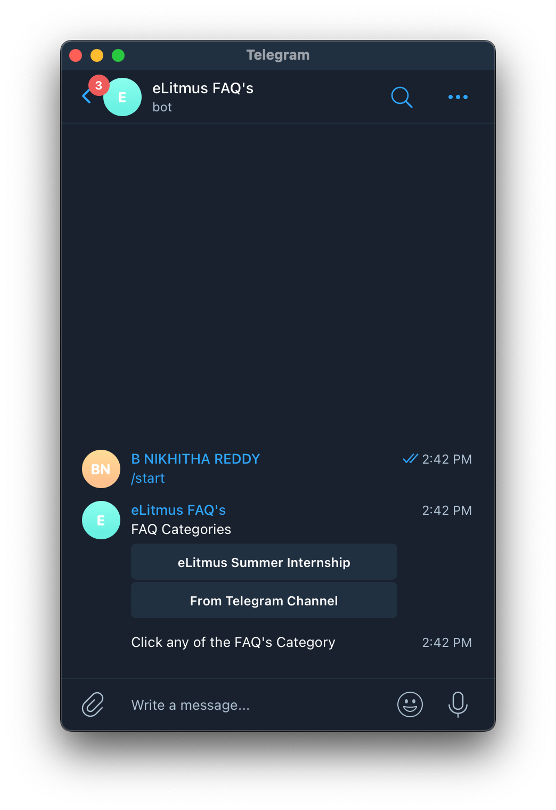 Telegram
3
E
eLitmus FAQ's
bot
BN
B NIKHITHA REDDY
2:42 PM
/start
E
eLitmus FAQ's
2:42 PM
FAQ Categories
eLitmus Summer Internship
From Telegram Channel
Click any of the FAQ's Category
2:42 PM
Write a message...